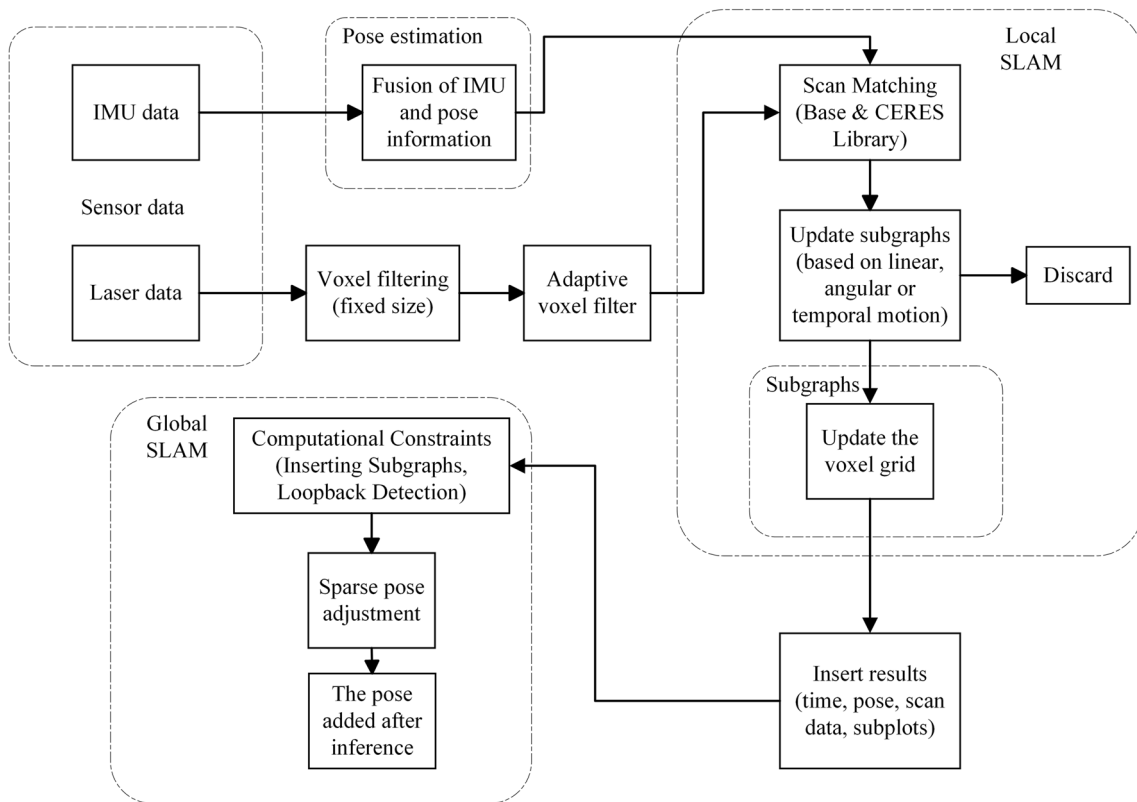 Pose estimation
Local
SLAM
IMU data
Fusion of IMU
and pose
information
Scan Matching
(Base & CERES
Library)
Sensor data
Laser data
Voxel filtering
(fixed size)
Adaptive
voxel filter
Update subgraphs
(based on linear,
angular or
temporal motion)
Discard
Subgraphs
Update the
voxel grid
Global
SLAM
Computational Constraints
(Inserting Subgraphs,
Loopback Detection)
Sparse pose
adjustment
The pose
added after
inference
Insert results
(time, pose, scan
data, subplots)